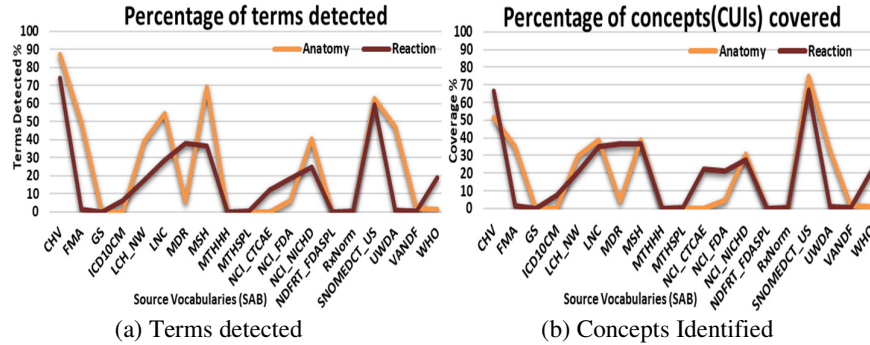 Percentage of terms detected
Anatomy Reaction
Terms Detected %
100
90
80
70
60
50
40
30
20
10
0
CHV
FMA
GS
ICD10CM
LCH_NW
LNC
MDR
MSH
MTHHH
MTHSPL
NCI_CTCAE
NCI_FDA
NCI_NICHD
NDFRT_FDASPL
RxNorm
SNOMEDCT_US
UWDA
VANDF
WHO
Source Vocabularies (SAB)
(a) Terms detected
Percentage of concepts(CUIs) covered
Anatomy Reaction
Coverage %
100
90
80
70
60
50
40
30
20
10
0
CHV
FMA
GS
ICD10CM
LCH_NW
LNC
MDR
MSH
MTHHH
MTHSPL
NCI_CTCAE
NCI_FDA
NCI_NICHD
NDFRT_FDASPL
RxNorm
SNOMEDCT_US
UWDA
VANDF
WHO
Source Vocabularies (SAB)
(b) Concepts Identified